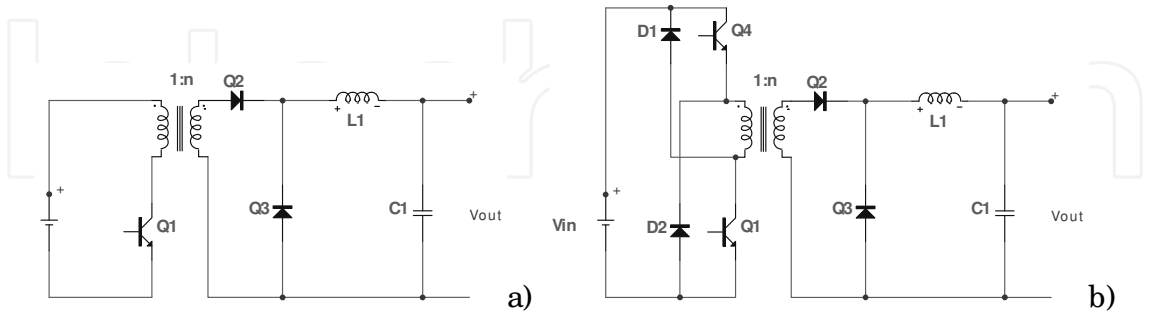 1:n
Q2
+
+ -
L1
+
Q3
C1
Vout
Q1
a)
D1
Q4
1:n
Q2
+
+ -
L1
+
Vin
D2
Q1
Q3
C1
Vout
b)